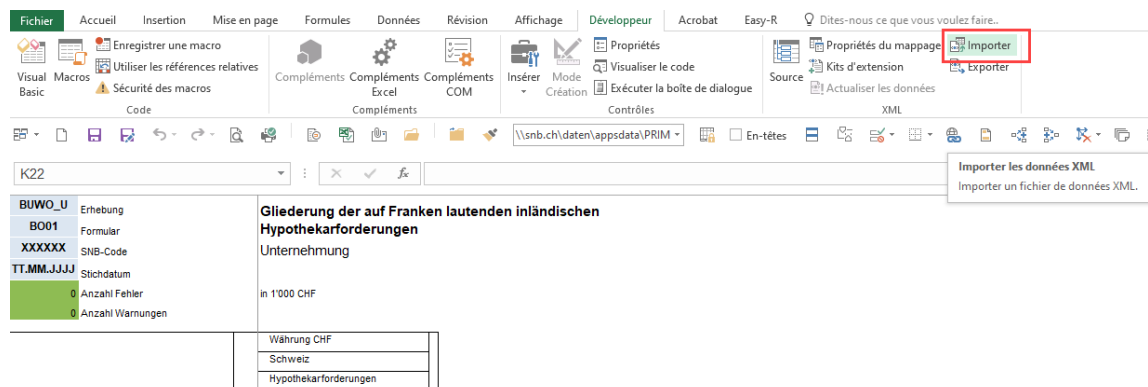 Fichier Accueil Insertion Mise en page Formules Données Révision Affichage Développeur Acrobat Easy-R Dites-nous ce que vous voulez faire..
Enregistrer une macro Propriétés Propriétés du mappage Importer
Utiliser les références relatives Visualiser le code Kits d'extension Exporter
Visual Basic Macros Sécurité des macros Compléments Compléments Excel Compléments COM Insérer Mode Création Exécuter la boîte de dialogue Source Actualiser les données
Code Compléments Contrôles XML
\\snb.ch\daten\appsdata\PRIM En-têtes
K22 fx
Importer les données XML
Importer un fichier de données XML.
BUWO_U Erhebung Gliederung der auf Franken lautenden inländischen
BO01 Formular Hypothekarforderungen
XXXXXX SNB-Code Unternehmung
TT.MM.JJJJ Stichdatum
0 Anzahl Fehler in 1'000 CHF
0 Anzahl Warnungen
Währung CHF
Schweiz
Hypothekarforderungen